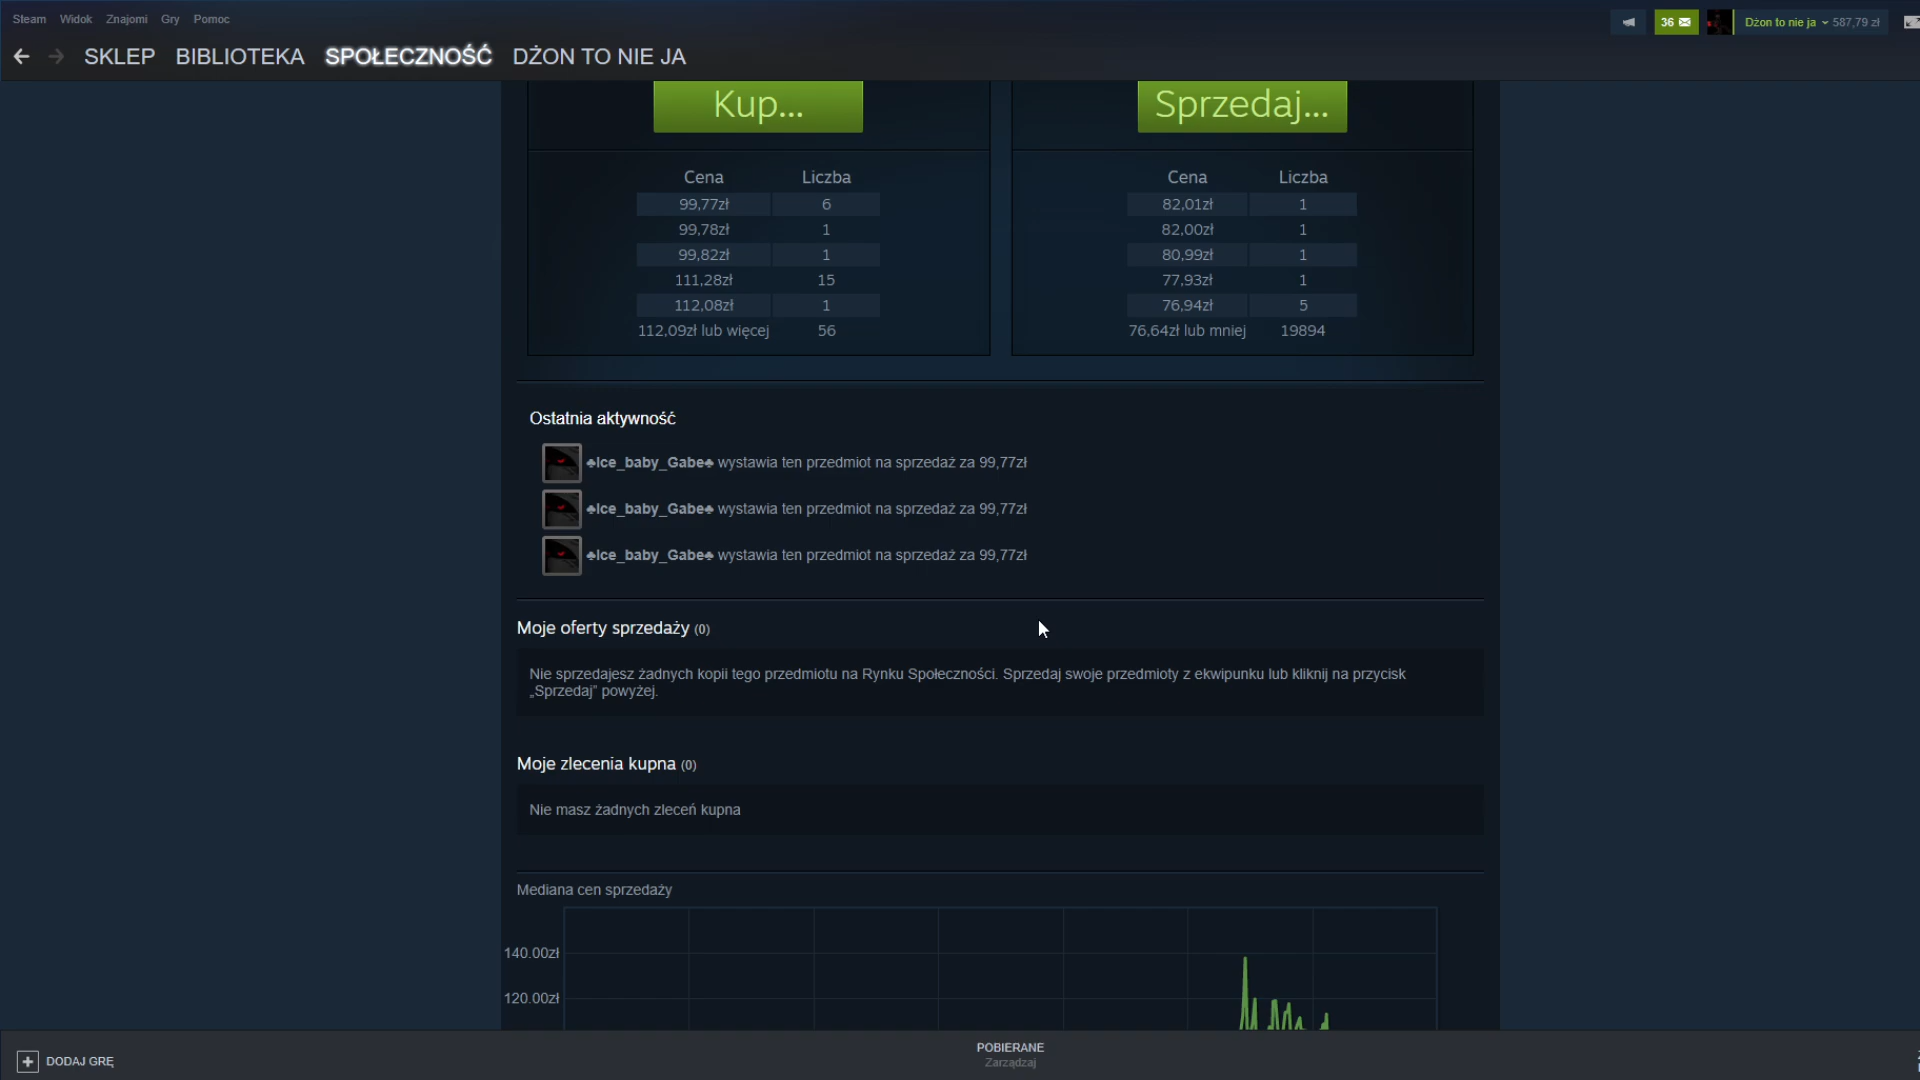 Steam Widok Znajomi Gry Pomoc
36 Dżon to nie ja 587,79 zł
SKLEP BIBLIOTEKA SPOŁECZNOŚĆ DŻON TO NIE JA
Kup... Sprzedaj...
Cena Liczba Cena Liczba
99,77zł 6 82,01zł 1
99,78zł 1 82,00zł 1
99,82zł 1 80,99zł 1
111,28zł 15 77,93zł 1
112,08zł 1 76,94zł 5
112,09zł lub więcej 56 76,64zł lub mniej 19894
Ostatnia aktywność
♣Ice_baby_Gabe♣ wystawia ten przedmiot na sprzedaż za 99,77zł
♣Ice_baby_Gabe♣ wystawia ten przedmiot na sprzedaż za 99,77zł
♣Ice_baby_Gabe♣ wystawia ten przedmiot na sprzedaż za 99,77zł
Moje oferty sprzedaży (0)
Nie sprzedajesz żadnych kopii tego przedmiotu na Rynku Społeczności. Sprzedaj swoje przedmioty z ekwipunku lub kliknij na przycisk
„Sprzedaj” powyżej.
Moje zlecenia kupna (0)
Nie masz żadnych zleceń kupna
Mediana cen sprzedaży
140.00zł
120.00zł
DODAJ GRĘ
POBIERANE
Zarządzaj